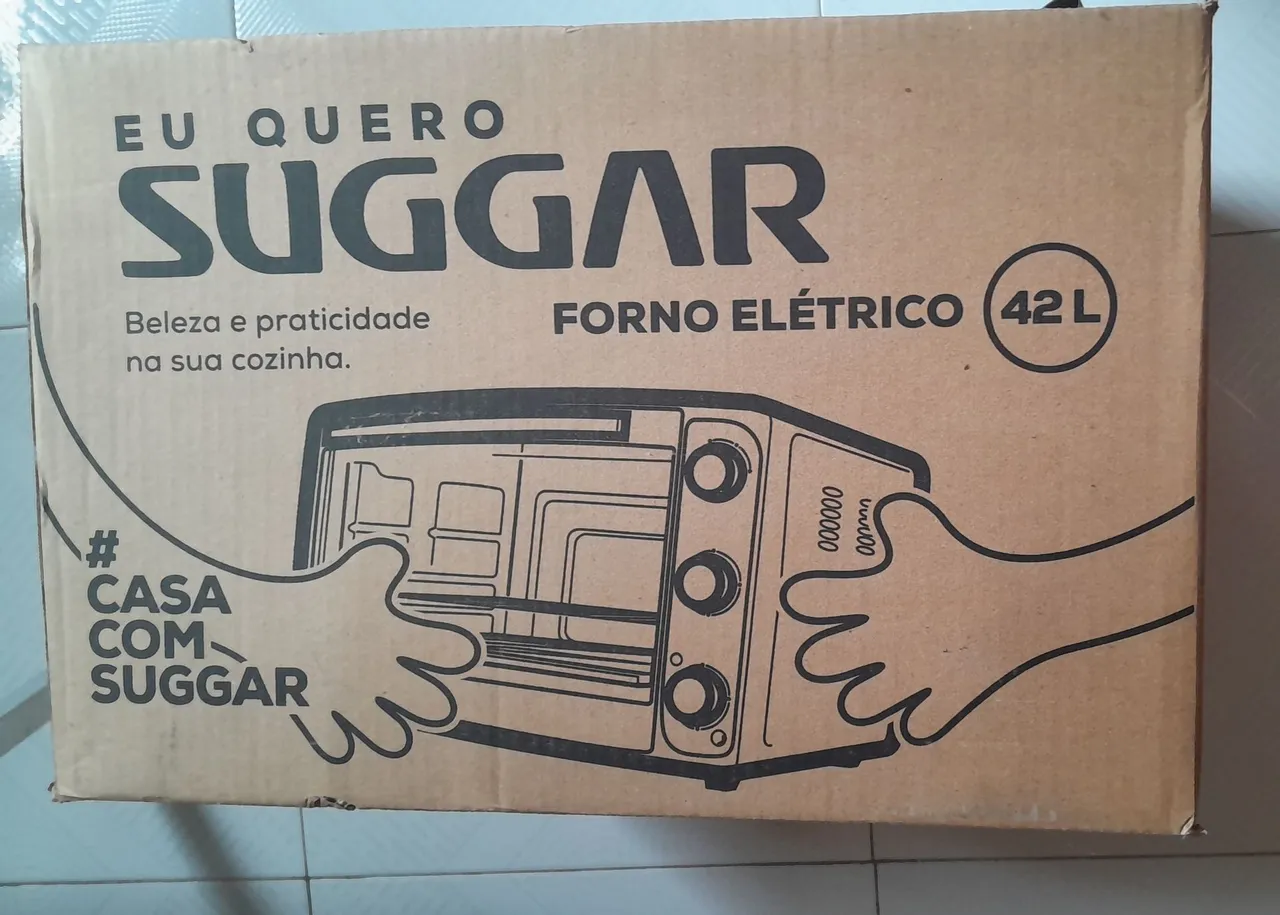 EU QUERO
SUGGAR
Beleza e praticidade
na sua cozinha.
FORNO ELÉTRICO 42 L
#
CASA
COM
SUGGAR